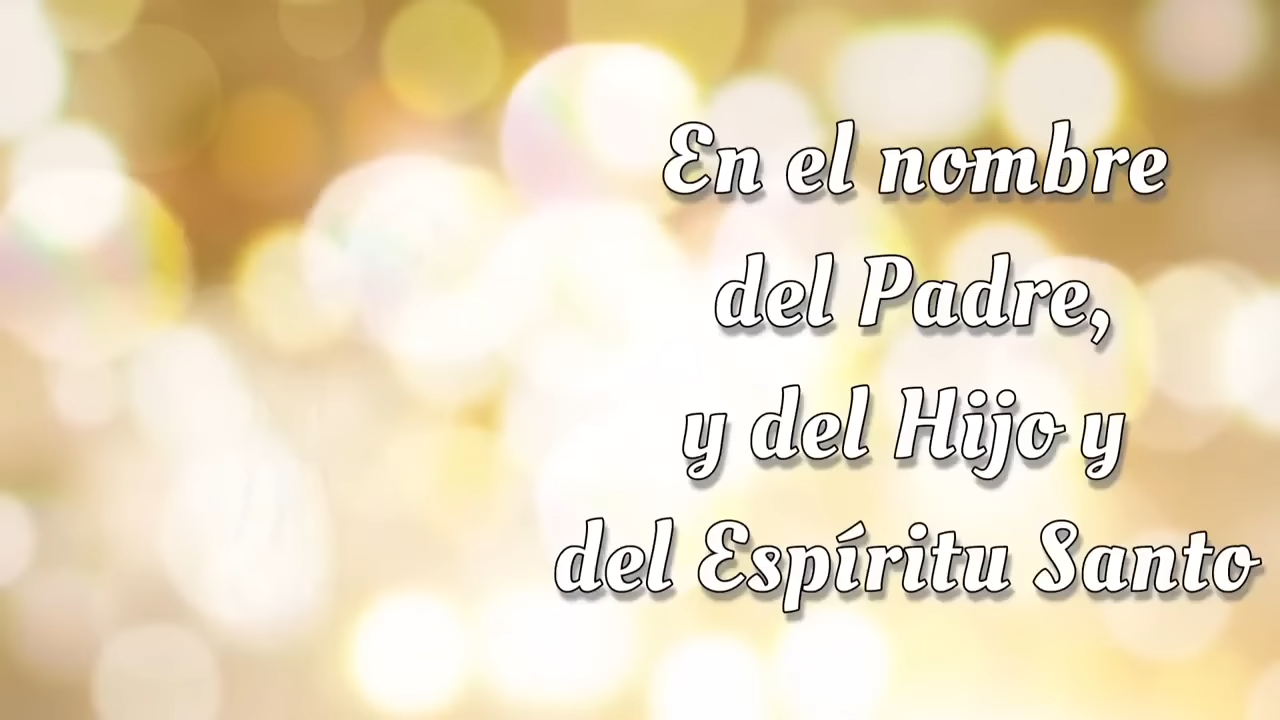 En el nombre
del Padre,
y del Hijo y
del Espíritu Santo